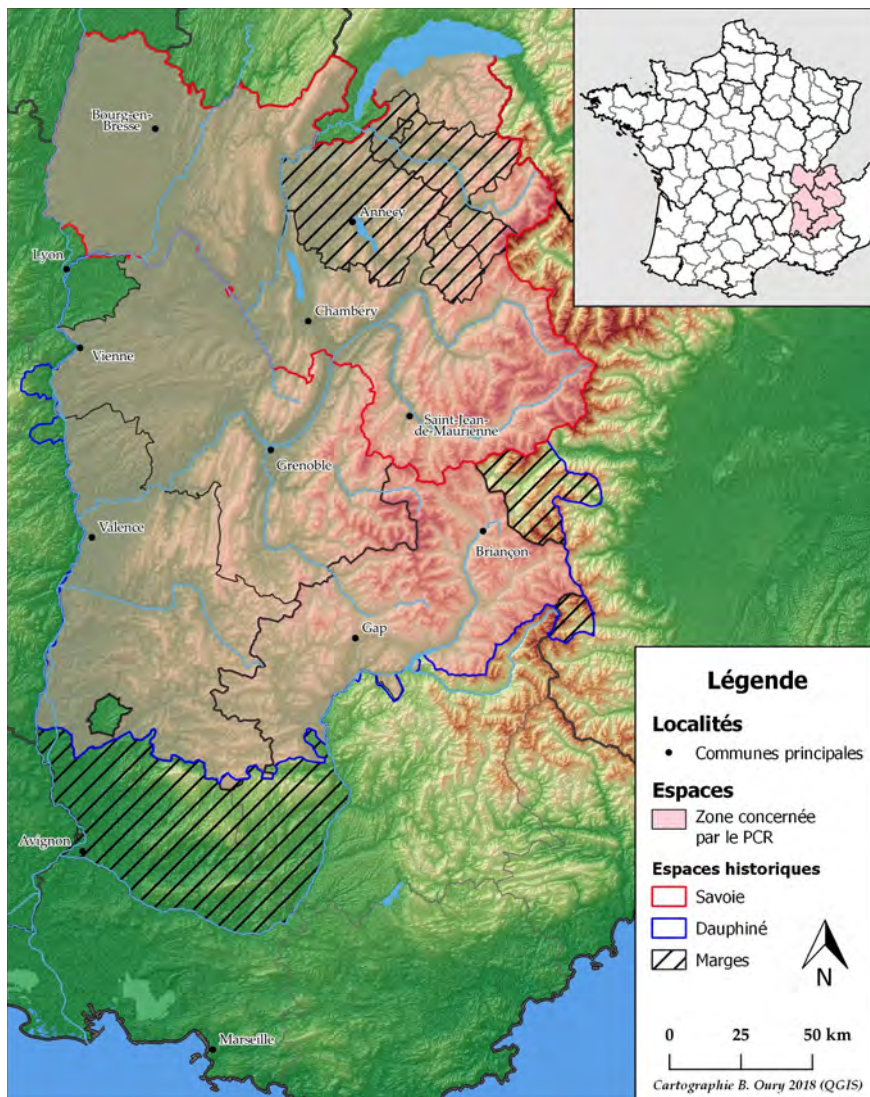 Bourg-en-
Bresse
Annecy
Lyon
Chambéry
Vienne
Saint-Jean-
de-Maurienne
Grenoble
Valence
Briançon
Gap
Avignon
Marseille
Légende
Localités
Communes principales
Espaces
Zone concernée
par le PCR
Espaces historiques
Savoie
Dauphiné
Marges
N
0 25 50 km
Cartographie B. Oury 2018 (QGIS)